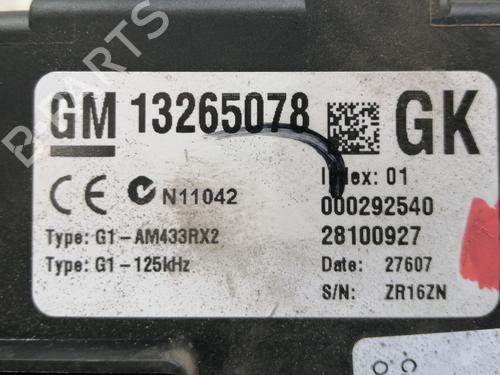 GM 13265078 GK
Index: 01
CE N11042
000292540
Type: G1-AM433RX2
28100927
Type: G1-125kHz
Date: 27607
S/N: ZR16ZN